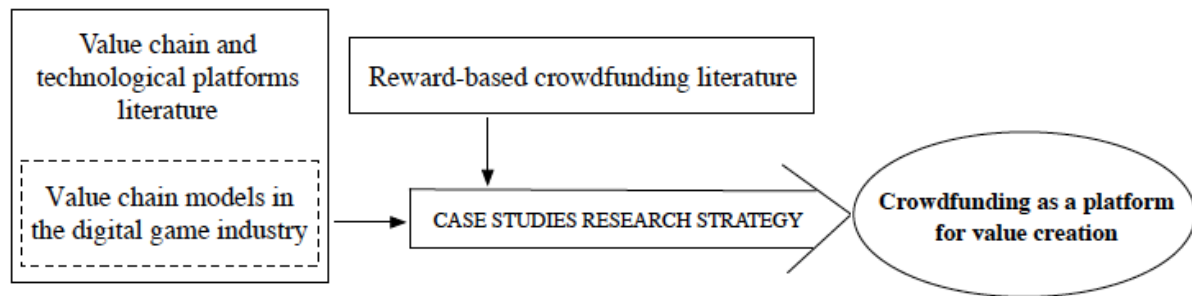 Value chain and
technological platforms
literature
Value chain models in
the digital game industry
Reward-based crowdfunding literature
CASE STUDIES RESEARCH STRATEGY
Crowdfunding as a platform
for value creation